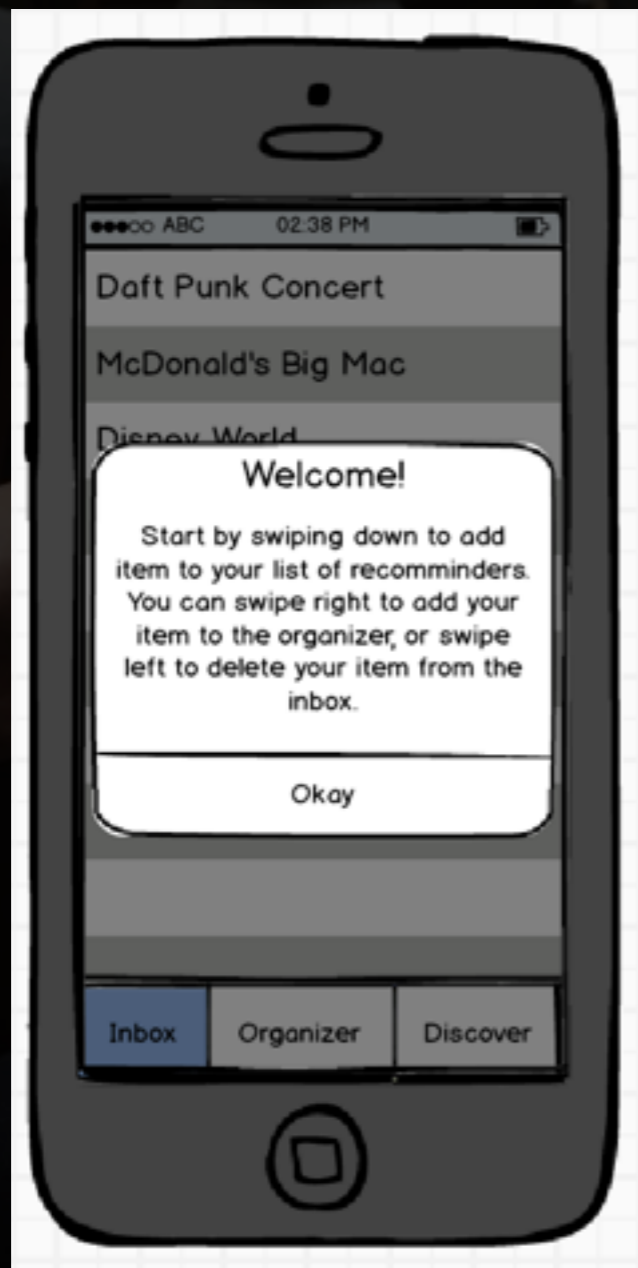 ABC 02:38 PM
Daft Punk Concert
McDonald's Big Mac
Disney World
Welcome!
Start by swiping down to add
item to your list of recomminders.
You can swipe right to add your
item to the organizer, or swipe
left to delete your item from the
inbox.
Okay
Inbox Organizer Discover